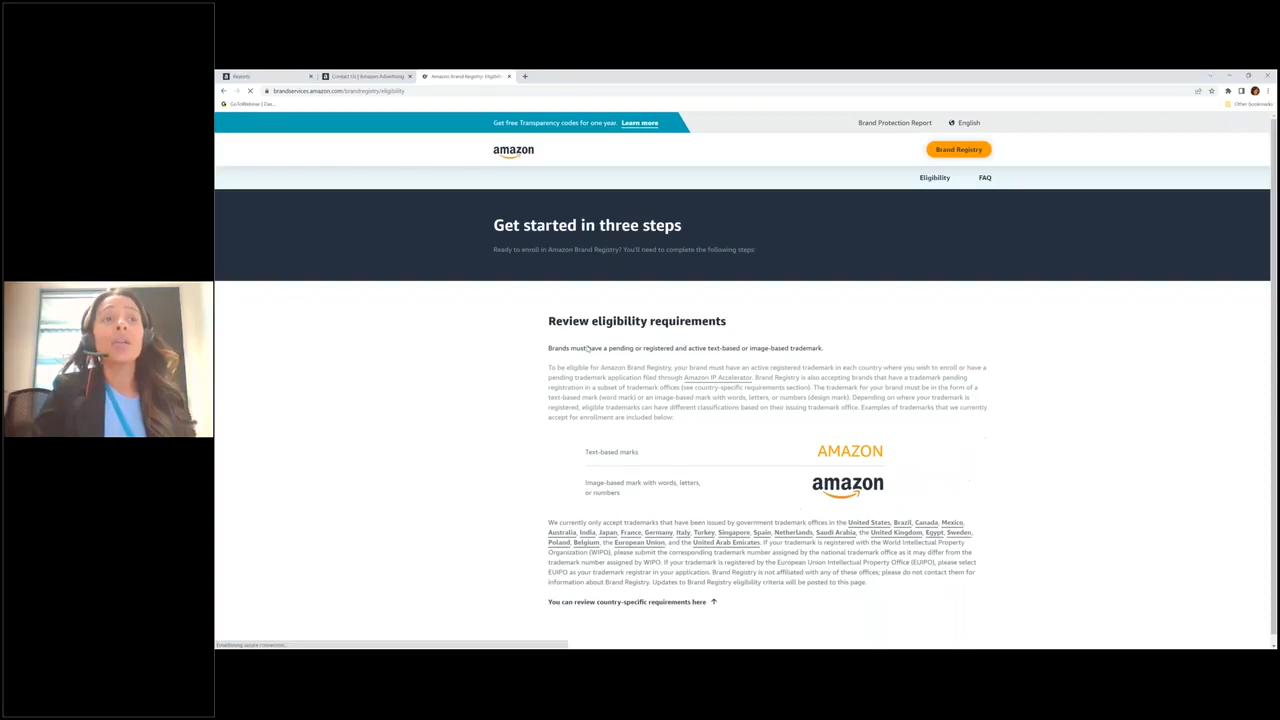 Reports
Contact Us | Amazon Advertising
Amazon Brand Registry: Eligibili
brandservices.amazon.com/brandregistry/eligibility
GoToWebinar | Das...
Other bookmarks
Get free Transparency codes for one year. Learn more
Brand Protection Report
English
amazon
Brand Registry
Eligibility
FAQ
Get started in three steps
Ready to enroll in Amazon Brand Registry? You'll need to complete the following steps:
Review eligibility requirements
Brands must have a pending or registered and active text-based or image-based trademark.
To be eligible for Amazon Brand Registry, your brand must have an active registered trademark in each country where you wish to enroll or have a
pending trademark application filed through Amazon IP Accelerator. Brand Registry is also accepting brands that have a trademark pending
registration in a subset of trademark offices (see country-specific requirements section). The trademark for your brand must be in the form of a
text-based mark (word mark) or an image-based mark with words, letters, or numbers (design mark). Depending on where your trademark is
registered, eligible trademarks can have different classifications based on their issuing trademark office. Examples of trademarks that we currently
accept for enrollment are included below:
Text-based marks
AMAZON
Image-based mark with words, letters,
or numbers
amazon
We currently only accept trademarks that have been issued by government trademark offices in the United States, Brazil, Canada, Mexico,
Australia, India, Japan, France, Germany, Italy, Turkey, Singapore, Spain, Netherlands, Saudi Arabia, the United Kingdom, Egypt, Sweden,
Poland, Belgium, the European Union, and the United Arab Emirates. If your trademark is registered with the World Intellectual Property
Organization (WIPO), please submit the corresponding trademark number assigned by the national trademark office as it may differ from the
trademark number assigned by WIPO. If your trademark is registered by the European Union Intellectual Property Office (EUIPO), please select
EUIPO as your trademark registrar in your application. Brand Registry is not affiliated with any of these offices; please do not contact them for
information about Brand Registry. Updates to Brand Registry eligibility criteria will be posted to this page.
You can review country-specific requirements here
Establishing secure connection...